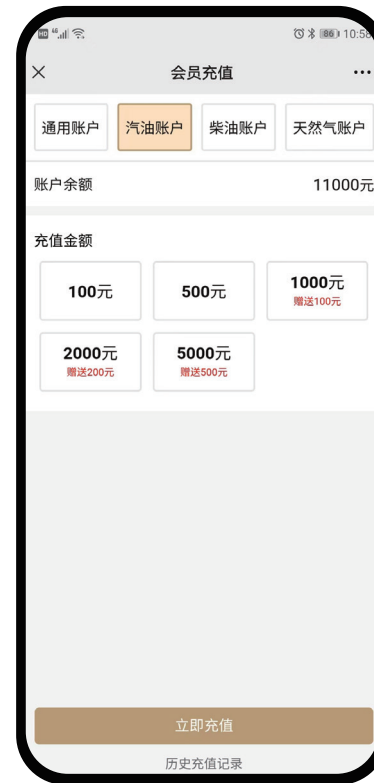 HD 46 86 10:58
会员充值
通用账户 汽油账户 柴油账户 天然气账户
账户余额 11000元
充值金额
100元 500元 1000元
赠送100元
2000元 5000元
赠送200元 赠送500元
立即充值
历史充值记录